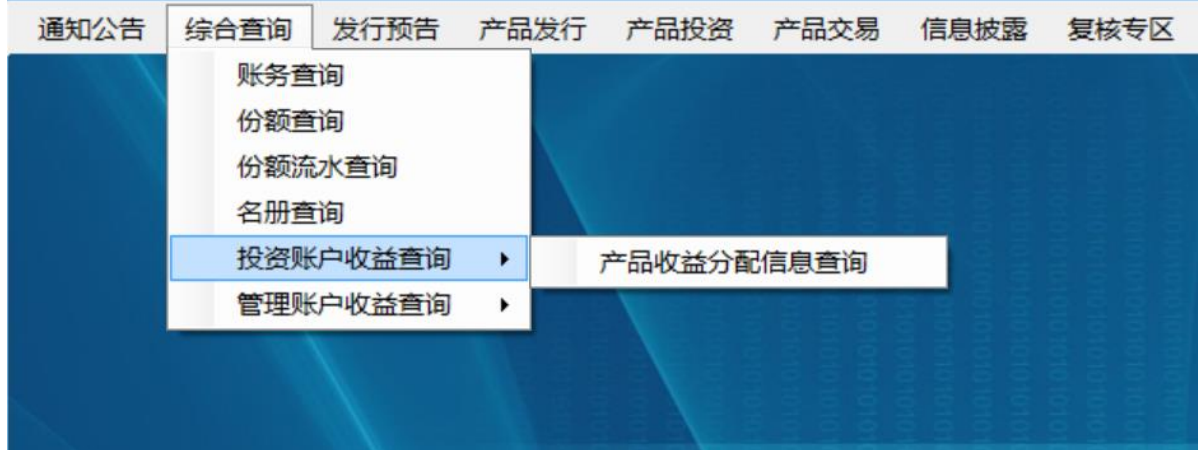 通知公告 综合查询 发行预告 产品发行 产品投资 产品交易 信息披露 复核专区
账务查询
份额查询
份额流水查询
名册查询
投资账户收益查询 产品收益分配信息查询
管理账户收益查询